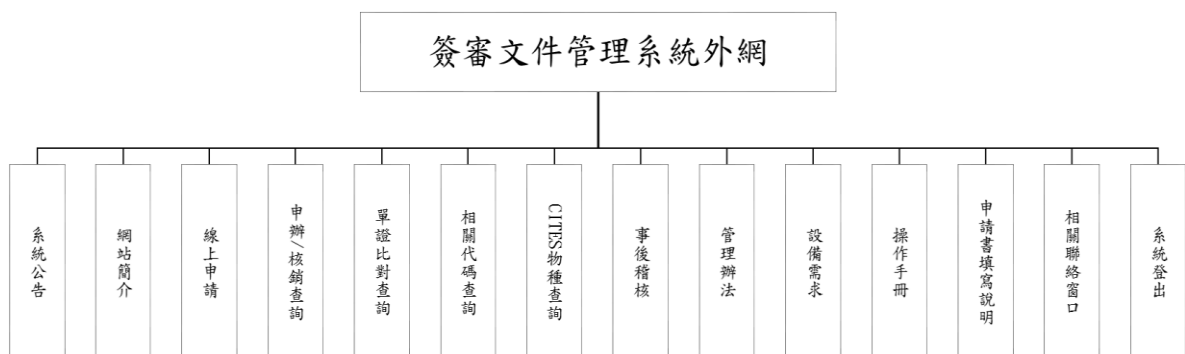 簽審文件管理系統外網
系統公告
網站簡介
線上申請
申辦/核銷查詢
單證比對查詢
相關代碼查詢
CITES物種查詢
事後稽核
管理辦法
設備需求
操作手冊
申請書填寫說明
相關聯絡窗口
系統登出